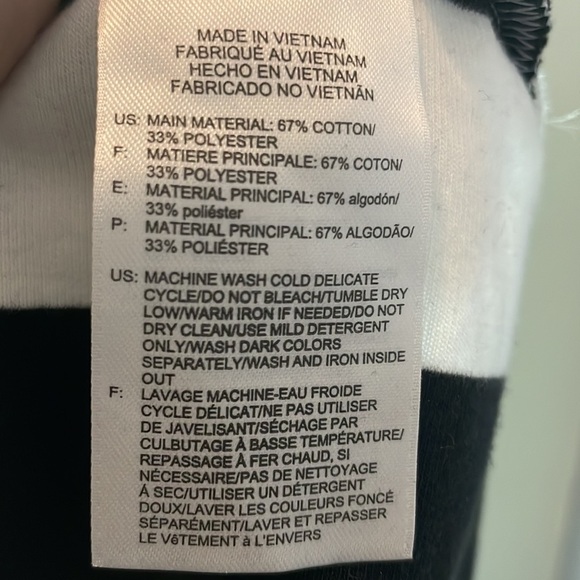 MADE IN VIETNAM
FABRIQUÉ AU VIETNAM
HECHO EN VIETNAM
FABRICADO NO VIETNÃN
US: MAIN MATERIAL: 67% COTTON/
33% POLYESTER
F: MATIERE PRINCIPALE: 67% COTON/
33% POLYESTER
E: MATERIAL PRINCIPAL: 67% algodón/
33% poliéster
P: MATERIAL PRINCIPAL: 67% ALGODÃO/
33% POLIÉSTER
US: MACHINE WASH COLD DELICATE
CYCLE/DO NOT BLEACH/TUMBLE DRY
LOW/WARM IRON IF NEEDED/DO NOT
DRY CLEAN/USE MILD DETERGENT
ONLY/WASH DARK COLORS
SEPARATELY/WASH AND IRON INSIDE
OUT
F: LAVAGE MACHINE-EAU FROIDE
CYCLE DÉLICAT/NE PAS UTILISER
DE JAVELISANT/SÉCHAGE PAR
CULBUTAGE À BASSE TEMPÉRATURE/
REPASSAGE À FER CHAUD, SI
NÉCESSAIRE/PAS DE NETTOYAGE
Á SEC/UTILISER UN DÉTERGENT
DOUX/LAVER LES COULEURS FONCÉ
SÉPARÉMENT/LAVER ET REPASSER
LE VêTEMENT à L'ENVERS